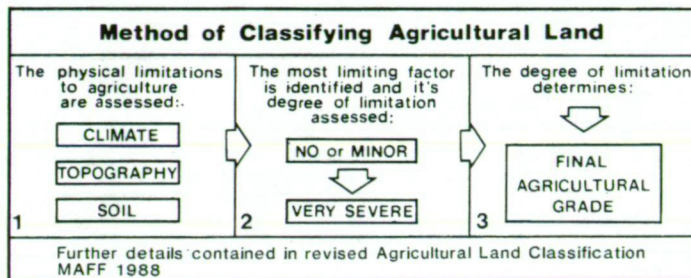 Method of Classifying Agricultural Land
The physical limitations
to agriculture
are assessed:.
CLIMATE
TOPOGRAPHY
SOIL
1
The most limiting factor
is identified and it's
degree of limitation
assessed:
NO or MINOR
VERY SEVERE
2
The degree of limitation
determines:
FINAL
AGRICULTURAL
GRADE
3
Further details contained in revised Agricultural Land Classification
MAFF 1988